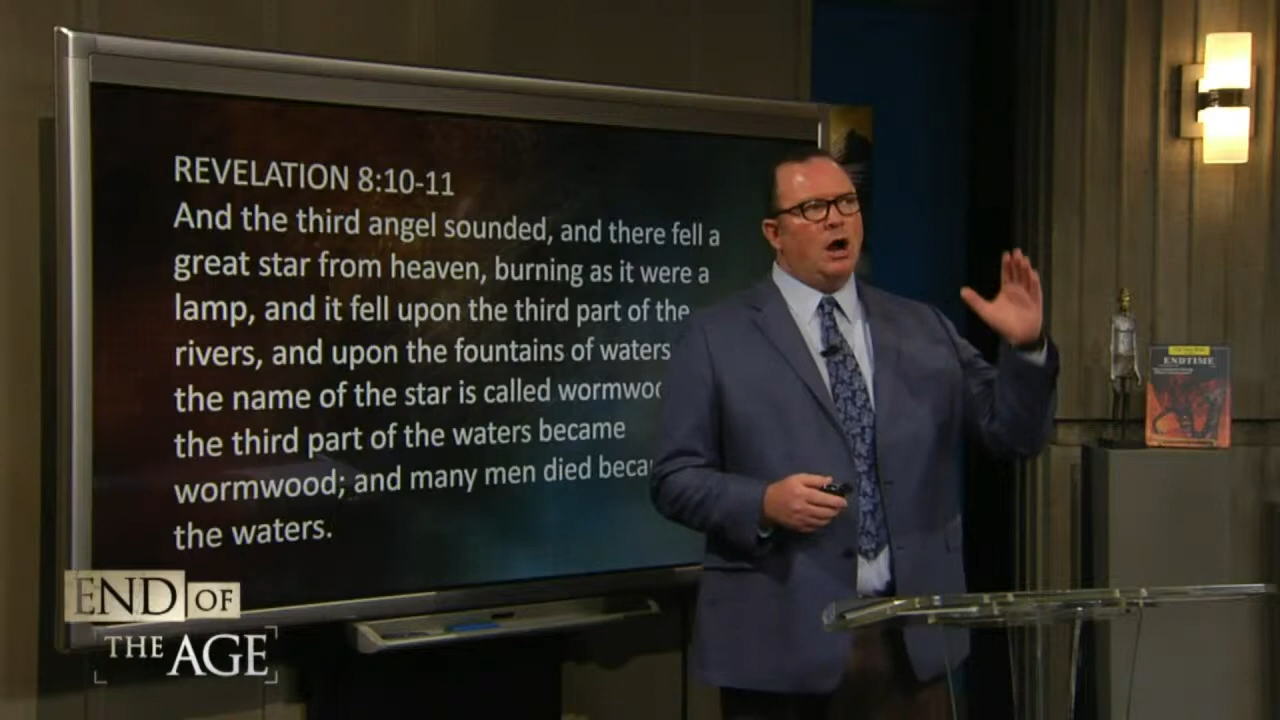 REVELATION 8:10-11
And the third angel sounded, and there fell a
great star from heaven, burning as it were a
lamp, and it fell upon the third part of the
rivers, and upon the fountains of waters
the name of the star is called wormwoo
the third part of the waters became
wormwood; and many men died beca
the waters.
END OF
THE AGE
ENDTIME